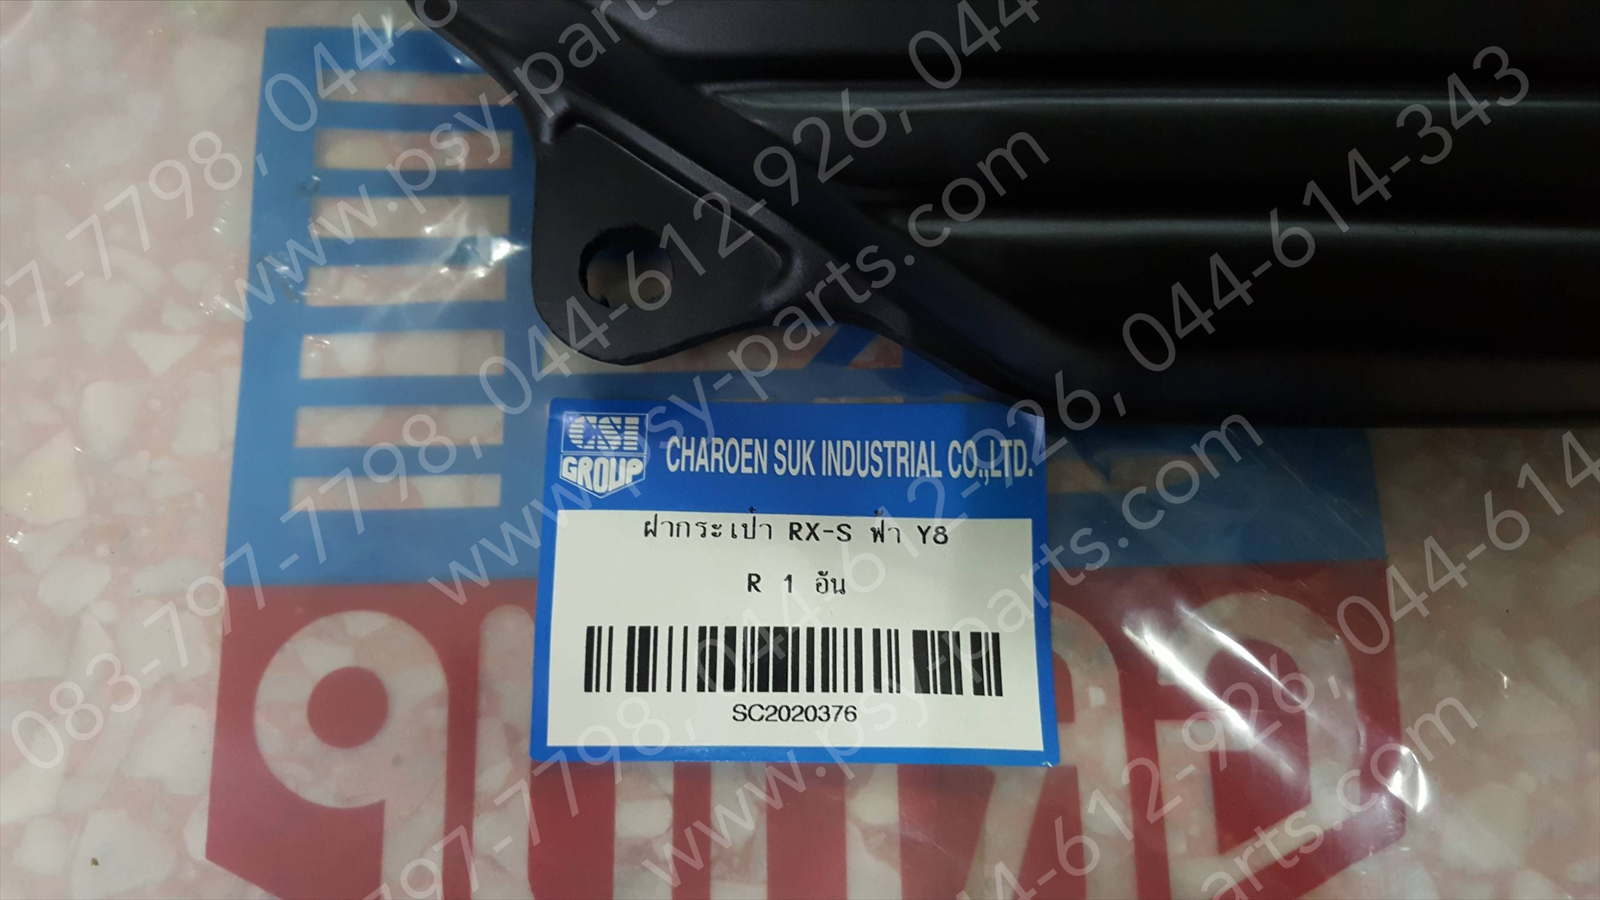 CSI
GROUP
CHAROEN SUK INDUSTRIAL CO.,LTD.
ฝากระเป๋า RX-S ฟ้า Y8
R 1 อัน
SC2020376
083-797-7798, 044-612-926, 044-614-343
www.psy-parts.com